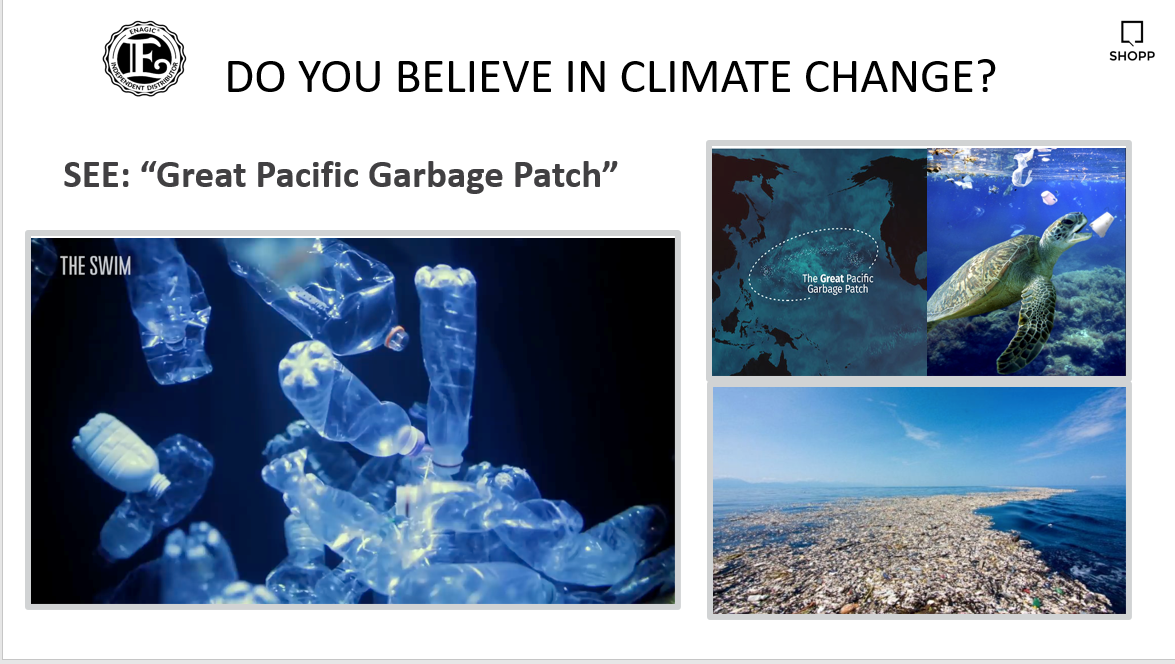 ENAGIC®
E
INDEPENDENT DISTRIBUTOR
DO YOU BELIEVE IN CLIMATE CHANGE?
SHOPP
SEE: “Great Pacific Garbage Patch”
THE SWIM
The Great Pacific
Garbage Patch